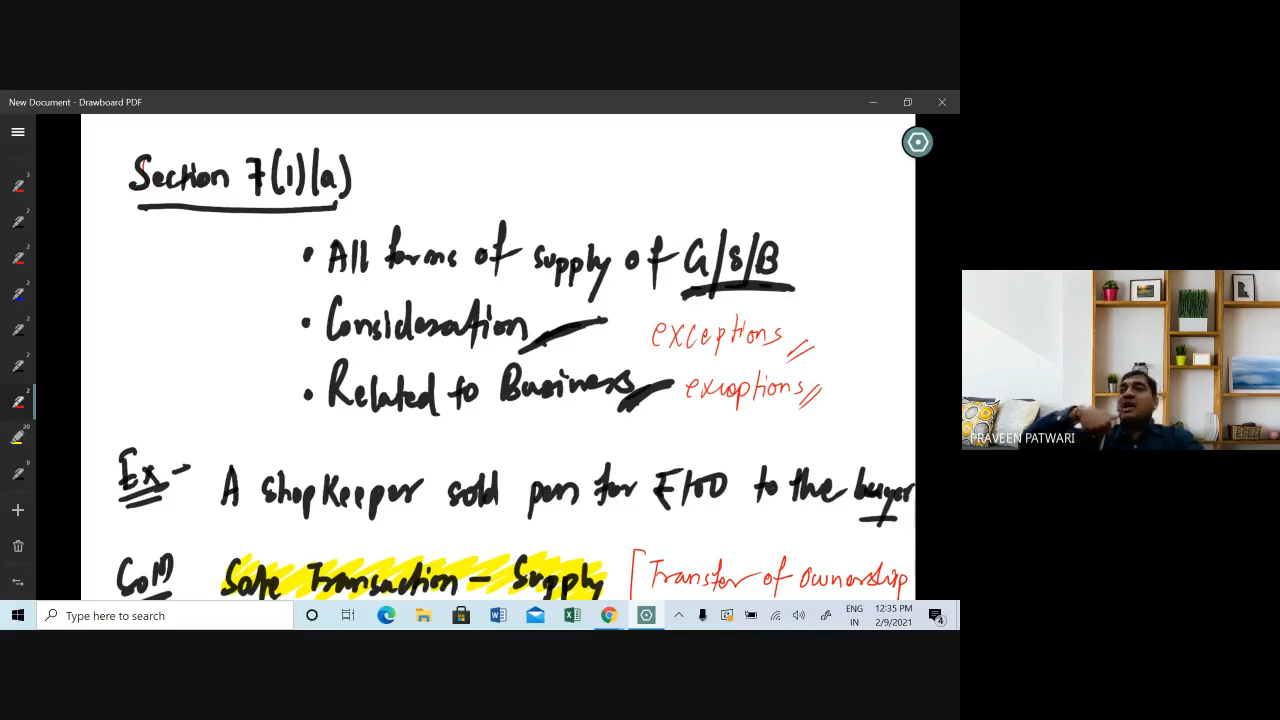 New Document - Drawboard PDF
Section 7(1)(a)
• All forms of supply of G/S/B
• Consideration exceptions
• Related to Business exceptions
Ex - A shopkeeper sold pen for ₹100 to the buyer
Sale Transaction - Supply [Transfer of ownership
PRAVEEN PATWARI
Type here to search
ENG
IN
12:35 PM
2/9/2021
4